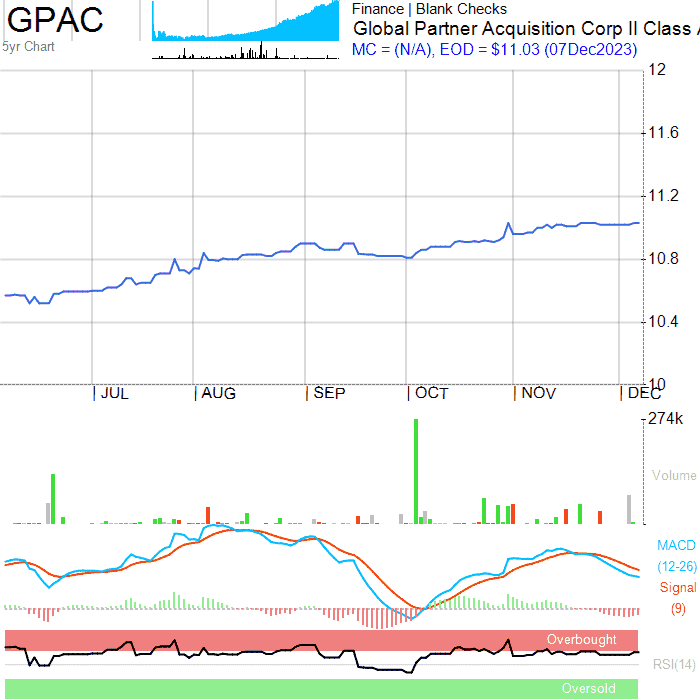 GPAC
5yr Chart
Finance | Blank Checks
Global Partner Acquisition Corp II Class A
MC = (N/A), EOD = $11.03 (07Dec2023)
12
11.6
11.2
10.8
10.4
10
JUL
AUG
SEP
OCT
NOV
DEC
274k
Volume
MACD
(12-26)
Signal
(9)
Overbought
RSI(14)
Oversold